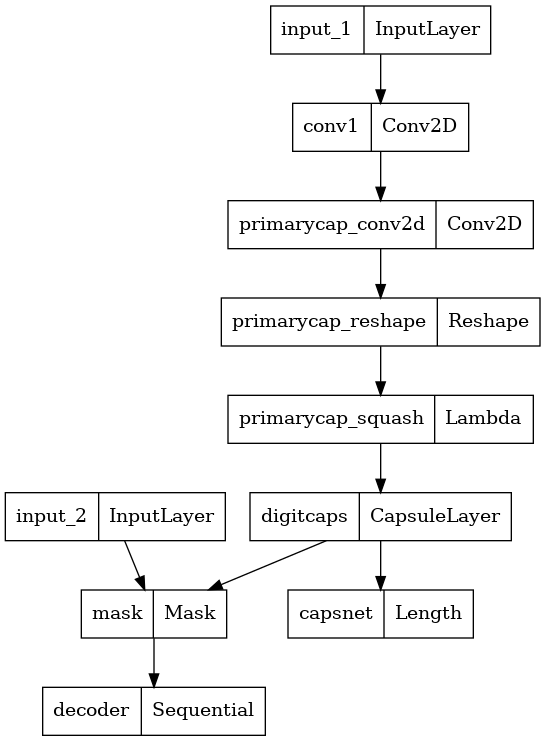 input_1 InputLayer
conv1 Conv2D
primarycap_conv2d Conv2D
primarycap_reshape Reshape
primarycap_squash Lambda
input_2 InputLayer digitcaps CapsuleLayer
mask Mask capsnet Length
decoder Sequential